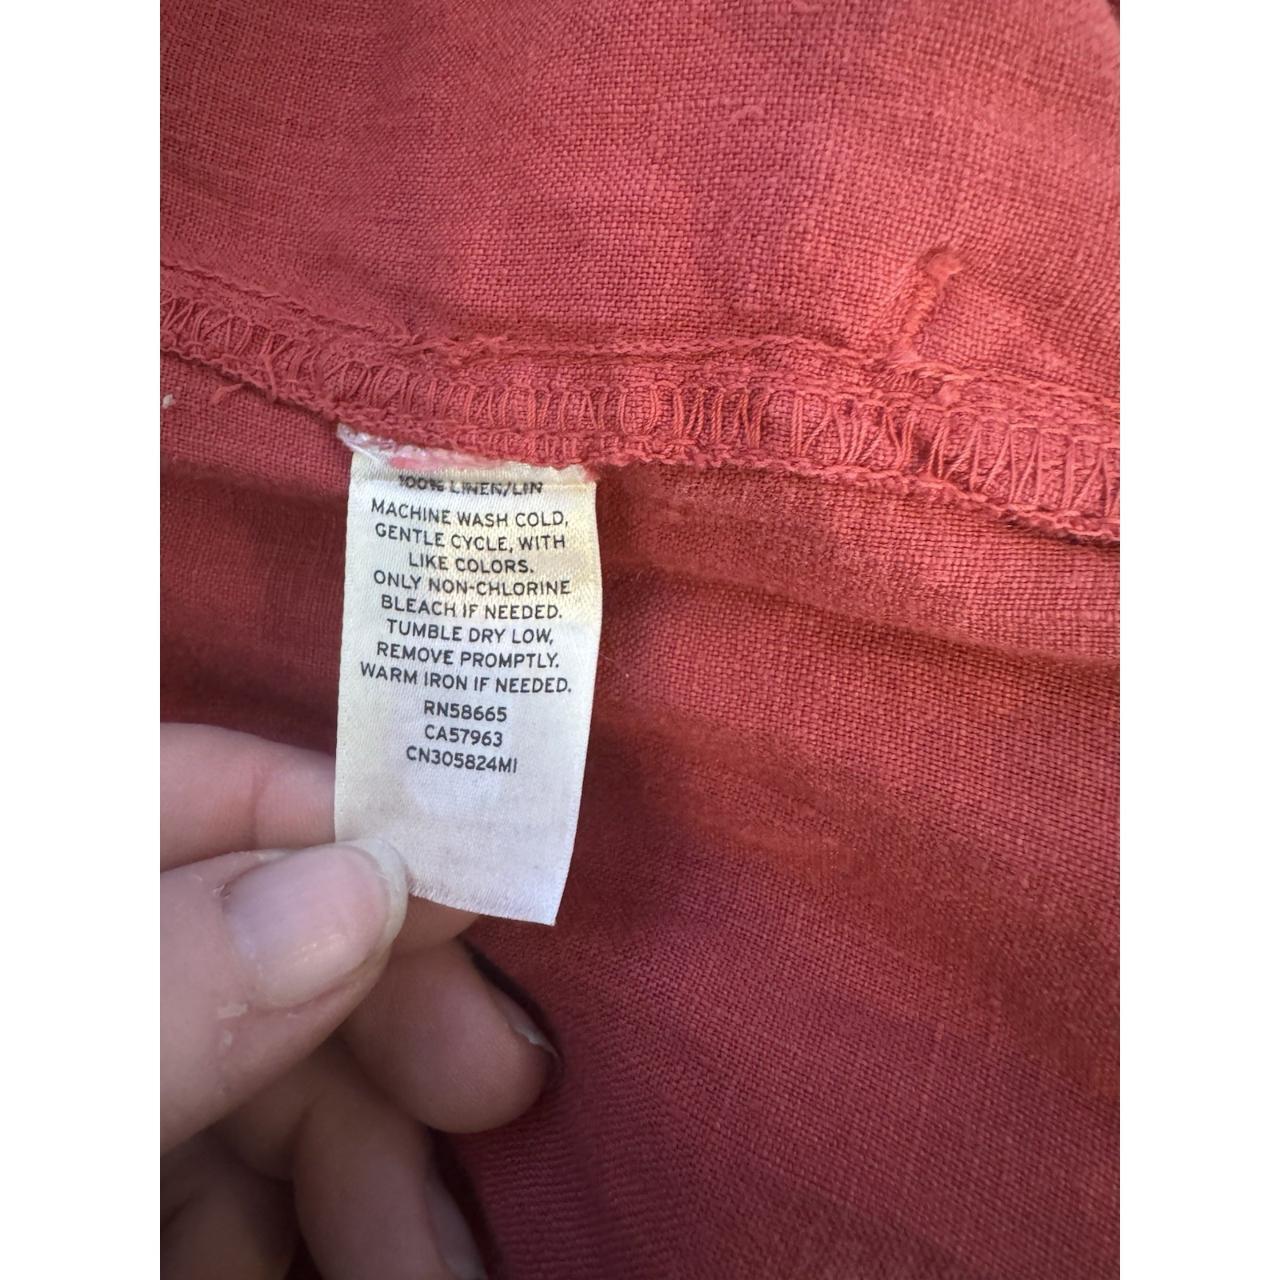 100% LINEN/LIN
MACHINE WASH COLD,
GENTLE CYCLE, WITH
LIKE COLORS.
ONLY NON-CHLORINE
BLEACH IF NEEDED.
TUMBLE DRY LOW,
REMOVE PROMPTLY.
WARM IRON IF NEEDED.
RN58665
CA57963
CN305824MI